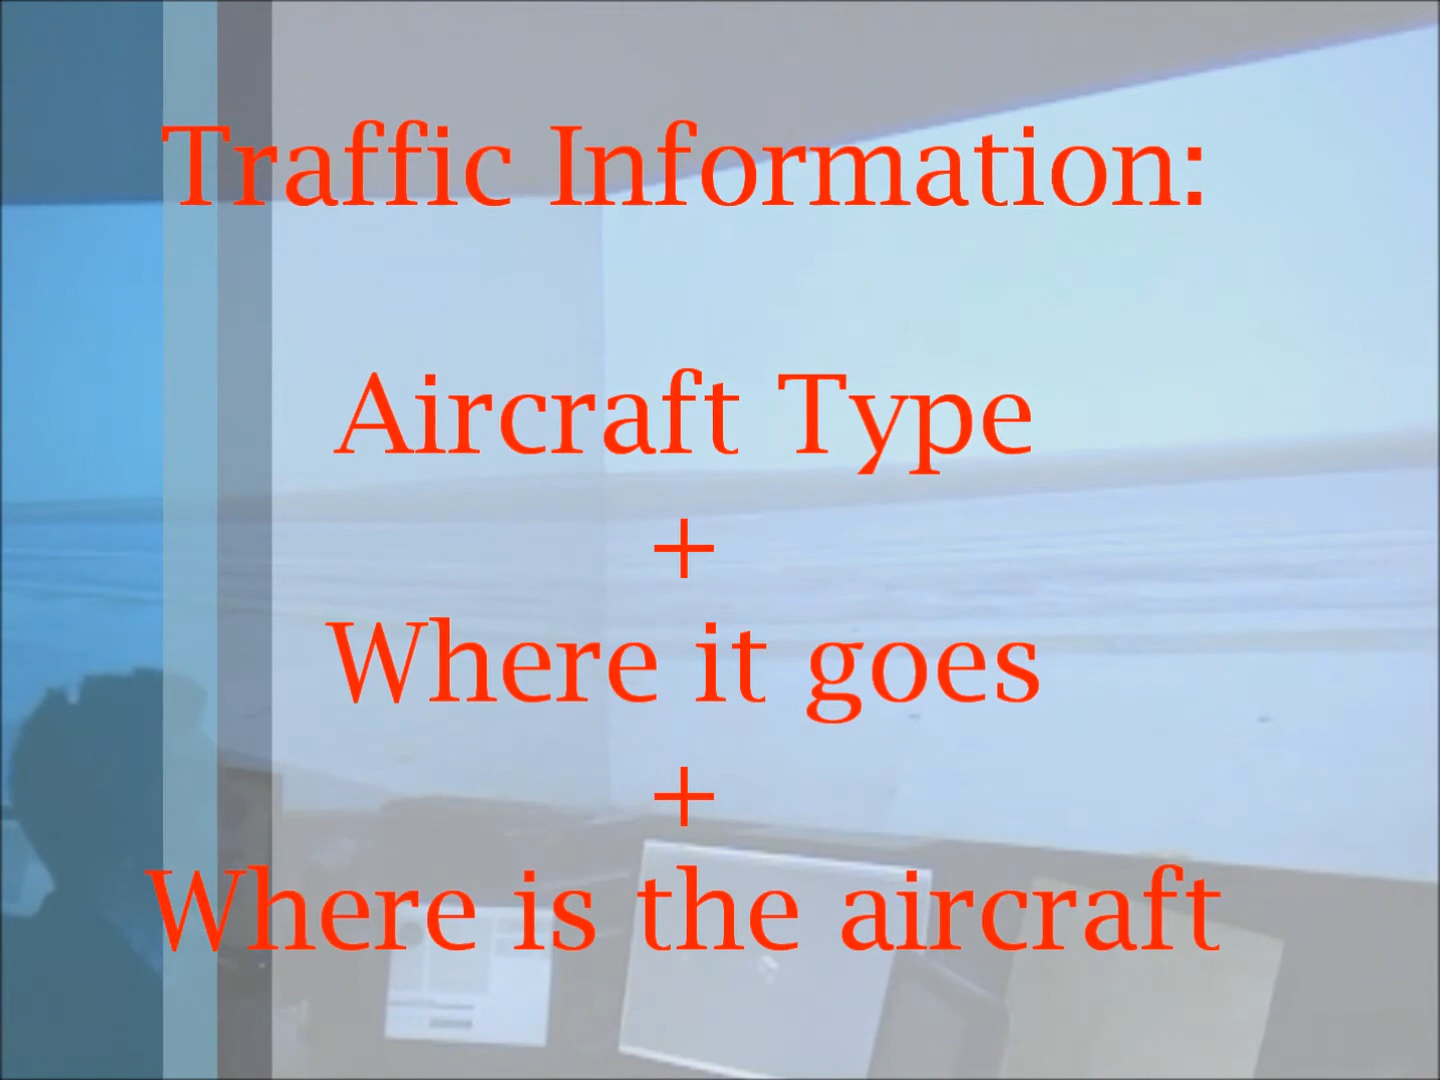 Traffic Information:
Aircraft Type
+
Where it goes
+
Where is the aircraft